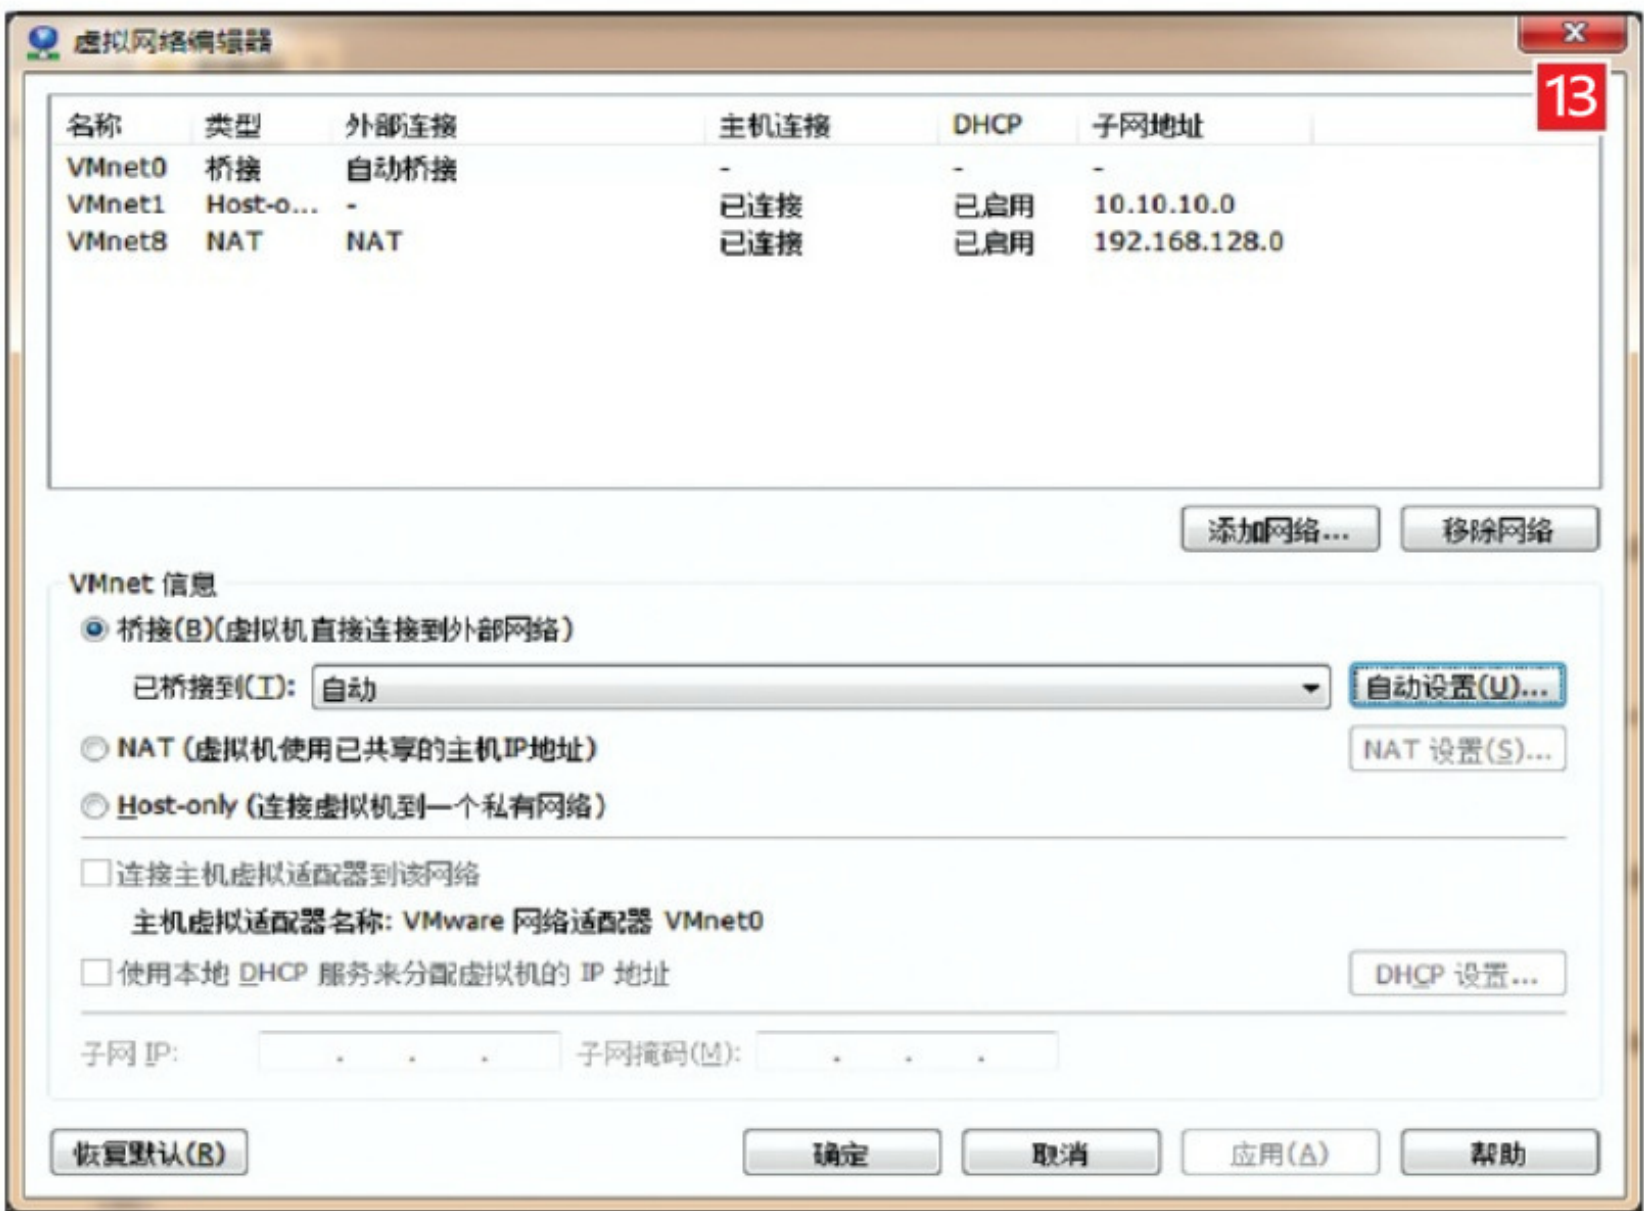 虚拟网络编辑器
13
名称 类型 外部连接 主机连接 DHCP 子网地址
VMnet0 桥接 自动桥接 - - -
VMnet1 Host-o... - 已连接 已启用 10.10.10.0
VMnet8 NAT NAT 已连接 已启用 192.168.128.0
添加网络... 移除网络
VMnet 信息
桥接(B)(虚拟机直接连接到外部网络)
已桥接到(T): 自动 自动设置(U)...
NAT (虚拟机使用已共享的主机IP地址) NAT 设置(S)...
Host-only (连接虚拟机到一个私有网络)
连接主机虚拟适配器到该网络
主机虚拟适配器名称: VMware 网络适配器 VMnet0
使用本地 DHCP 服务来分配虚拟机的 IP 地址 DHCP 设置...
子网 IP: . . . 子网掩码(M): . . .
恢复默认(R) 确定 取消 应用(A) 帮助